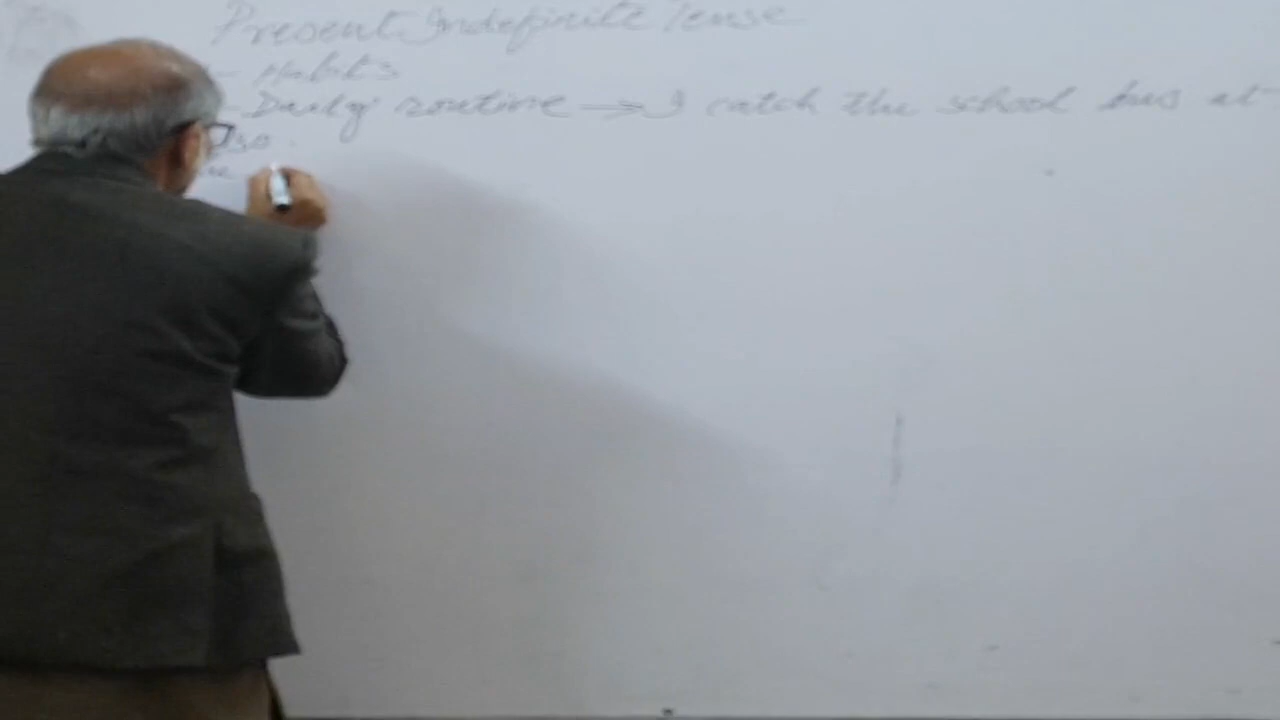 Present Indefinite Tense
- Habits
- Daily routine → I catch the school bus at